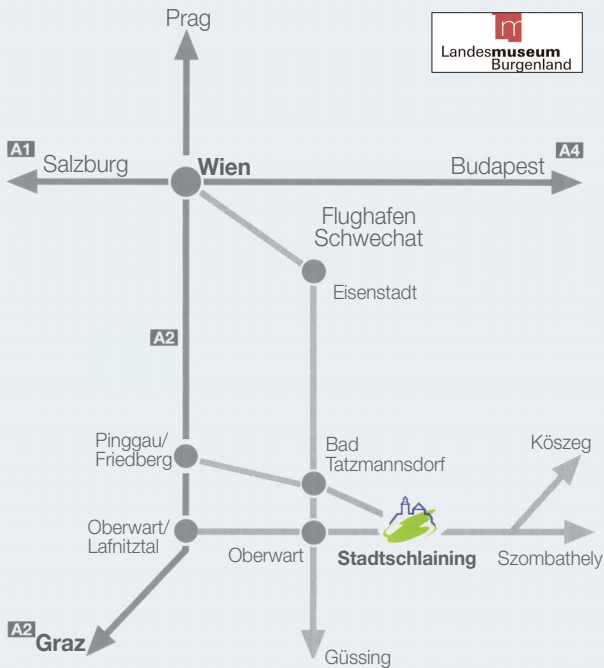 Prag
m
Landesmuseum
Burgenland
A1
Salzburg
Wien
Budapest
A4
Flughafen
Schwechat
Eisenstadt
A2
Pinggau/
Friedberg
Bad
Tatzmannsdorf
Köszeg
Oberwart/
Lafnitztal
Oberwart
Stadtschlaining
Szombathely
A2
Graz
Güssing